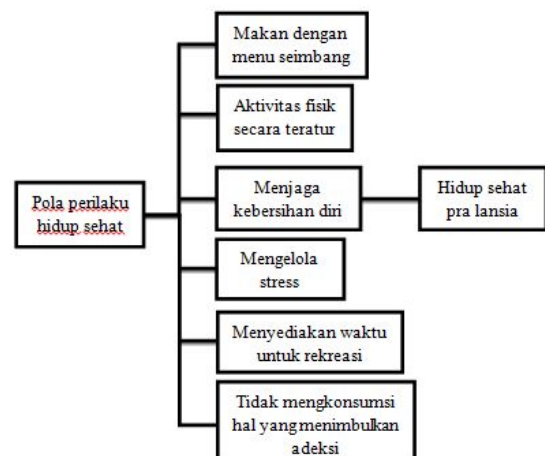 Makan dengan
menu seimbang
Aktivitas fisik
secara teratur
Pola perilaku
hidup sehat
Menjaga
kebersihan diri
Hidup sehat
pra lansia
Mengelola
stress
Menyediakan waktu
untuk rekreasi
Tidak mengkonsumsi
hal yang menimbulkan
adeksi